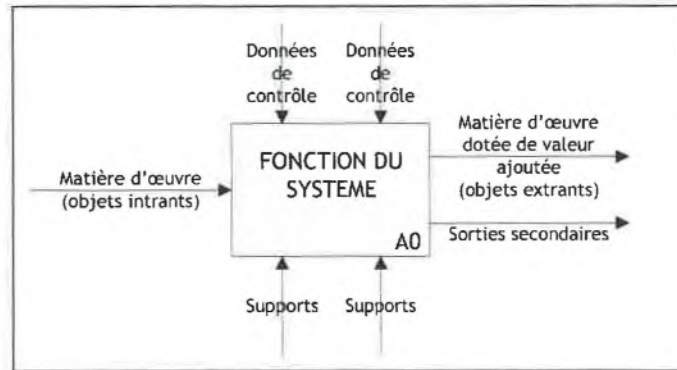 Données
de
contrôle
Données
de
contrôle
FONCTION DU
SYSTEME
A0
Matière d'œuvre
(objets intrants)
Matière d'œuvre
dotée de valeur
ajoutée
(objets extrants)
Sorties secondaires
Supports
Supports